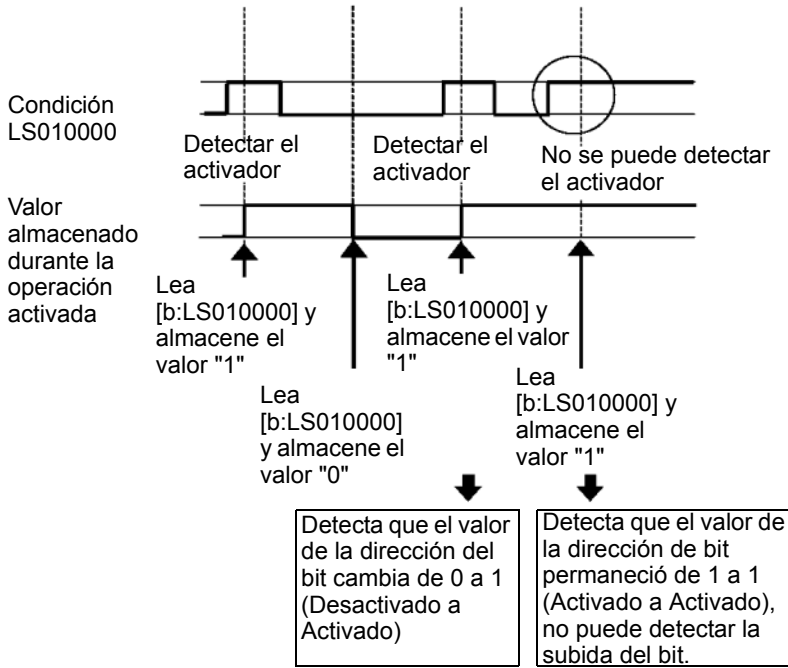 Condición
LS010000
Detectar el
activador
Detectar el
activador
No se puede detectar
el activador
Valor
almacenado
durante la
operación
activada
Lea
[b:LS010000] y
almacene el
valor "1"
Lea
[b:LS010000]
y almacene el
valor "0"
Lea
[b:LS010000] y
almacene el valor
"1"
Lea
[b:LS010000] y
almacene el
valor "1"
Detecta que el valor
de la dirección del
bit cambia de 0 a 1
(Desactivado a
Activado)
Detecta que el valor de
la dirección de bit
permaneció de 1 a 1
(Activado a Activado),
no puede detectar la
subida del bit.